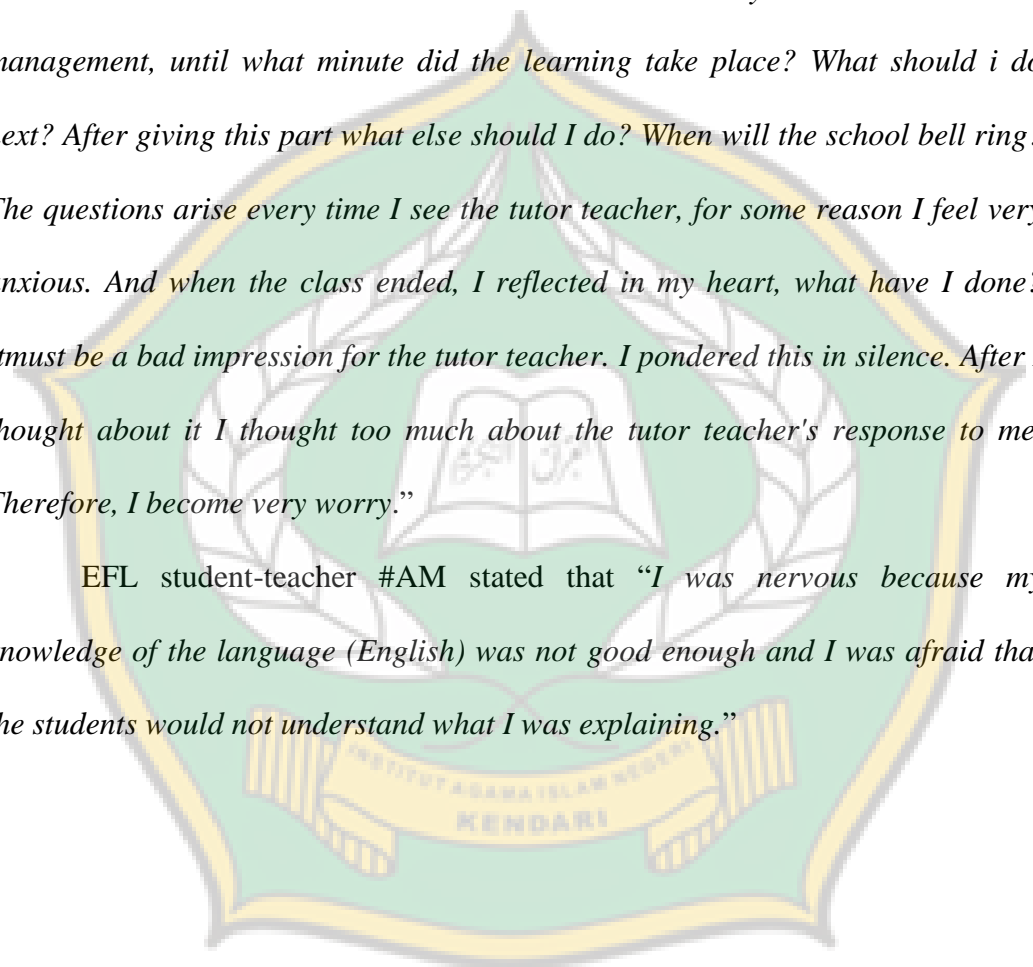 management, until what minute did the learning take place? What should i do
next? After giving this part what else should I do? When will the school bell ring?
The questions arise every time I see the tutor teacher, for some reason I feel very
anxious. And when the class ended, I reflected in my heart, what have I done?
itmust be a bad impression for the tutor teacher. I pondered this in silence. After I
thought about it I thought too much about the tutor teacher's response to me.
Therefore, I become very worry.”
EFL student-teacher #AM stated that “I was nervous because my
knowledge of the language (English) was not good enough and I was afraid that
the students would not understand what I was explaining.”
INSTITUT AGAMA ISLAM NEGERI
KENDARI